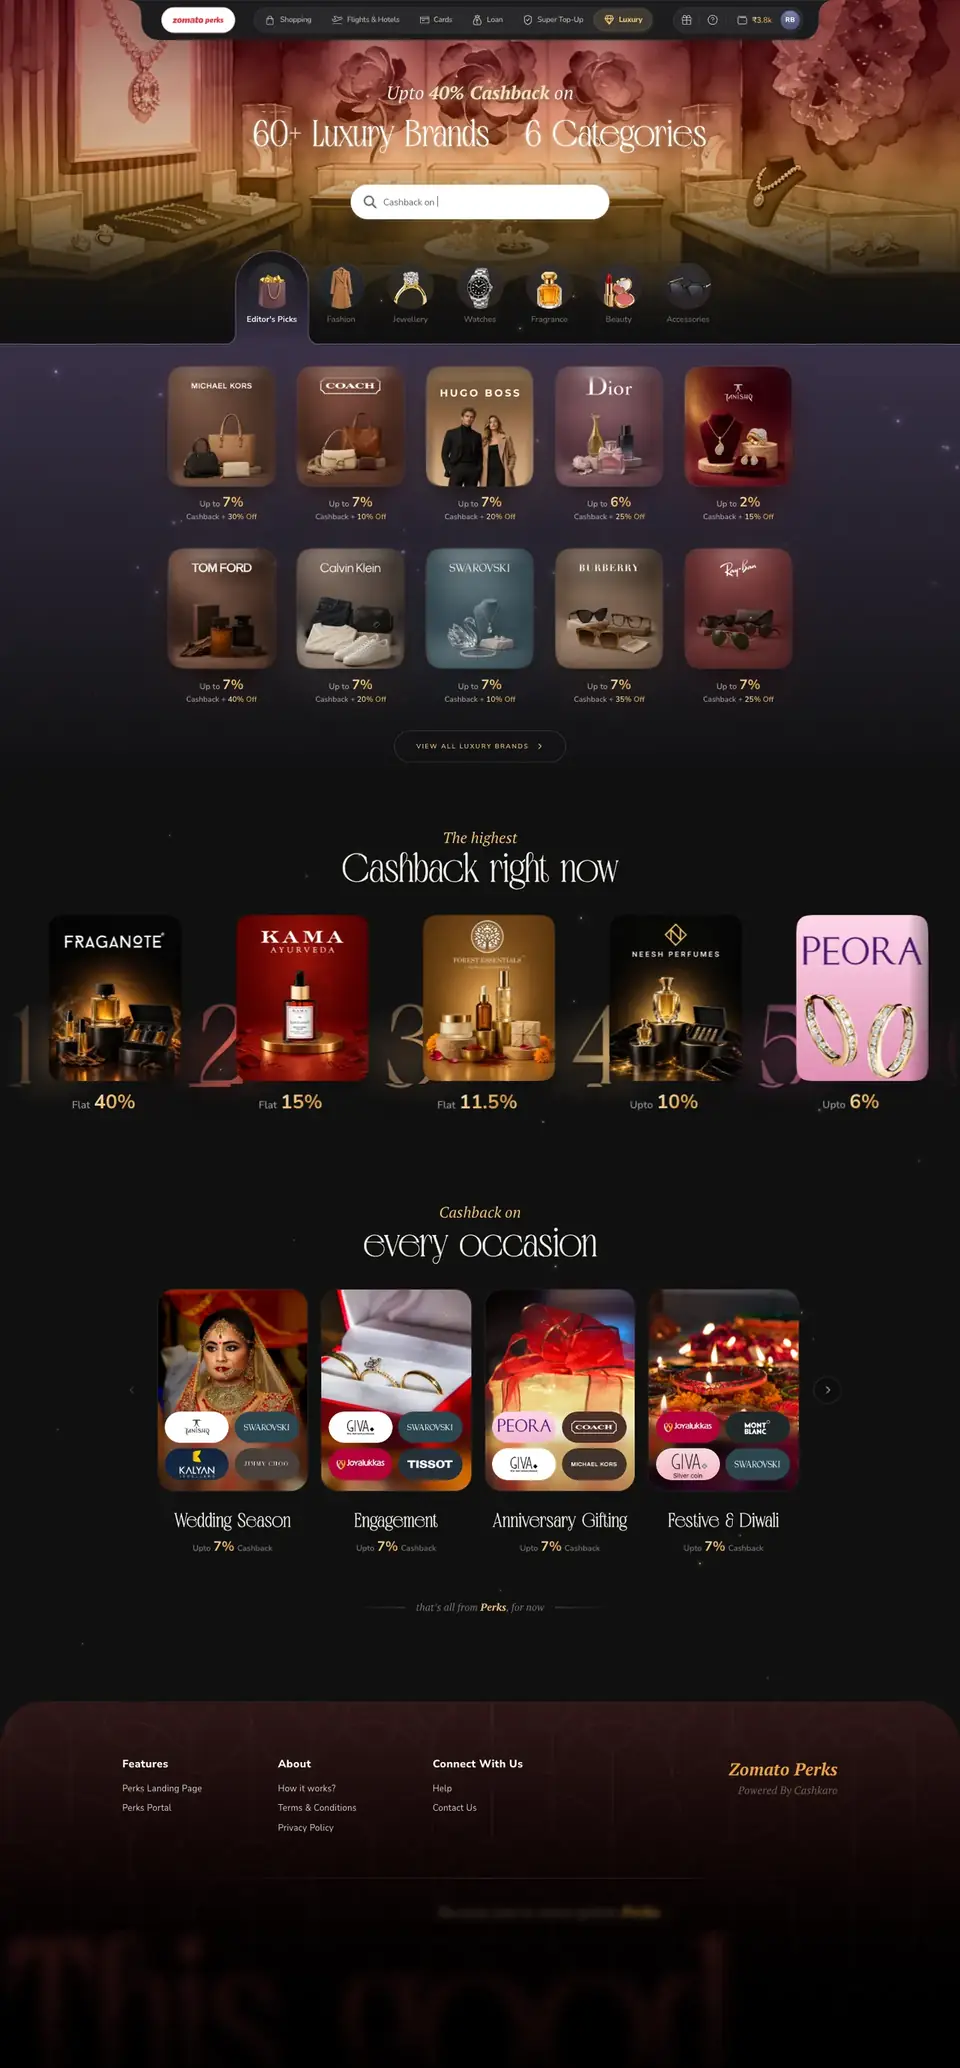 zomato perks
Shopping
Flights & Hotels
Cards
Loan
Super Top-Up
Luxury
₹3.8k
RB
Upto 40% Cashback on
60+ Luxury Brands | 6 Categories
Cashback on
Editor's Picks
Fashion
Jewellery
Watches
Fragrance
Beauty
Accessories
MICHAEL KORS
COACH
HUGO BOSS
Dior
TANISHQ
Up to 7%
Cashback + 30% Off
Up to 7%
Cashback + 10% Off
Up to 7%
Cashback + 20% Off
Up to 6%
Cashback + 25% Off
Up to 2%
Cashback + 15% Off
TOM FORD
Calvin Klein
SWAROVSKI
BURBERRY
Ray-Ban
Up to 7%
Cashback + 40% Off
Up to 7%
Cashback + 20% Off
Up to 7%
Cashback + 10% Off
Up to 7%
Cashback + 35% Off
Up to 7%
Cashback + 25% Off
VIEW ALL LUXURY BRANDS
The highest
Cashback right now
1
FRAGANOTE
Flat 40%
2
KAMA
AYURVEDA
Flat 15%
3
FOREST ESSENTIALS
Flat 11.5%
4
NEESH PERFUMES
Upto 10%
5
PEORA
Upto 6%
Cashback on
every occasion
TANISHQ
SWAROVSKI
KALYAN
JIMMY CHOO
Wedding Season
Upto 7% Cashback
GIVA
SWAROVSKI
Joyalukkas
TISSOT
Engagement
Upto 7% Cashback
PEORA
COACH
GIVA
MICHAEL KORS
Anniversary Gifting
Upto 7% Cashback
Joyalukkas
MONT BLANC
GIVA
Silver coin
SWAROVSKI
Festive & Diwali
Upto 7% Cashback
that's all from Perks, for now
Features
Perks Landing Page
Perks Portal
About
How it works?
Terms & Conditions
Privacy Policy
Connect With Us
Help
Contact Us
Zomato Perks
Powered By Cashkaro
This good